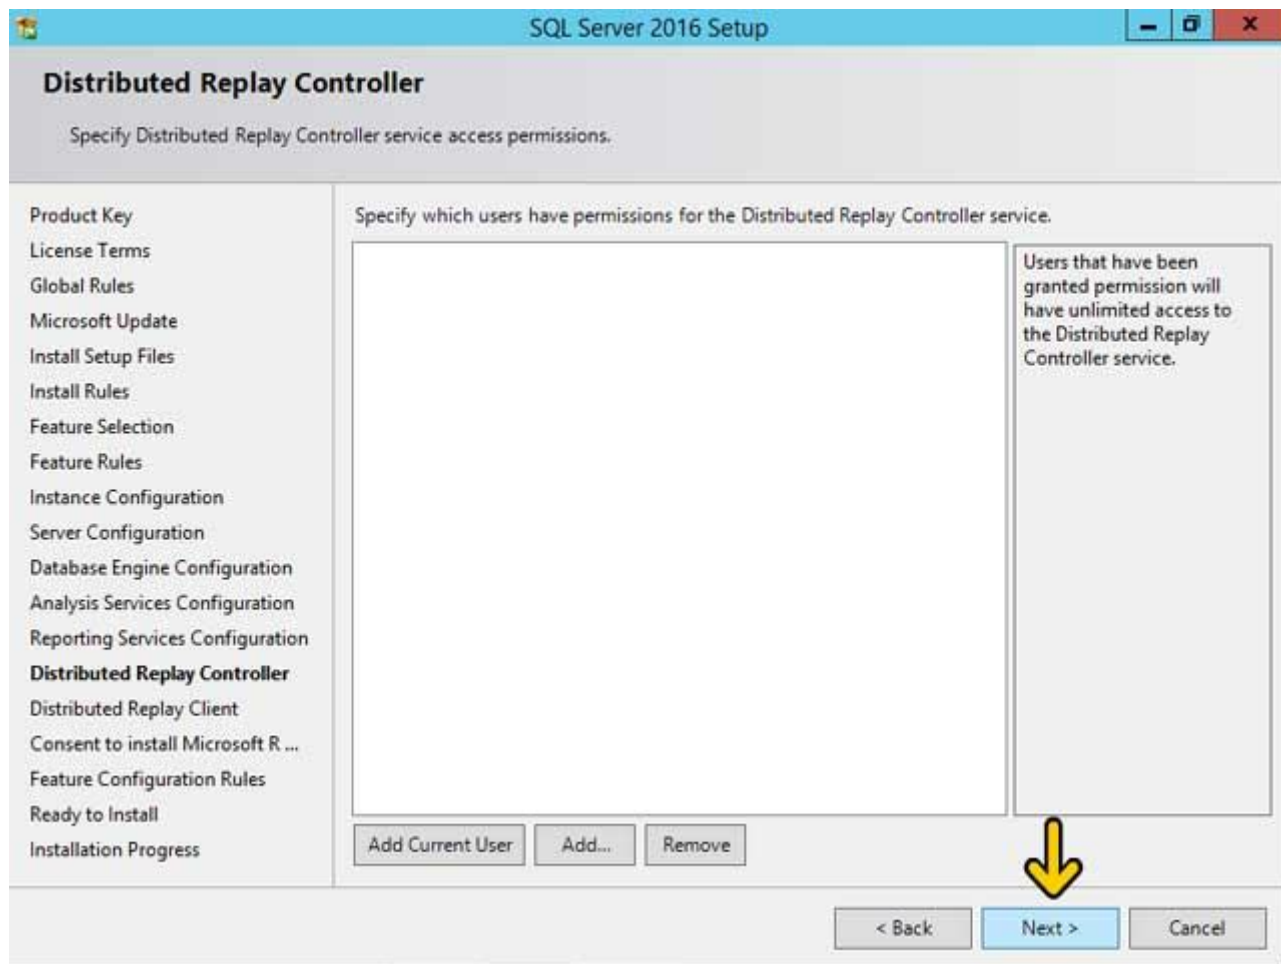 SQL Server 2016 Setup
Distributed Replay Controller
Specify Distributed Replay Controller service access permissions.
Product Key
License Terms
Global Rules
Microsoft Update
Install Setup Files
Install Rules
Feature Selection
Feature Rules
Instance Configuration
Server Configuration
Database Engine Configuration
Analysis Services Configuration
Reporting Services Configuration
Distributed Replay Controller
Distributed Replay Client
Consent to install Microsoft R ...
Feature Configuration Rules
Ready to Install
Installation Progress
Specify which users have permissions for the Distributed Replay Controller service.
Users that have been
granted permission will
have unlimited access to
the Distributed Replay
Controller service.
Add Current User
Add...
Remove
< Back
Next >
Cancel